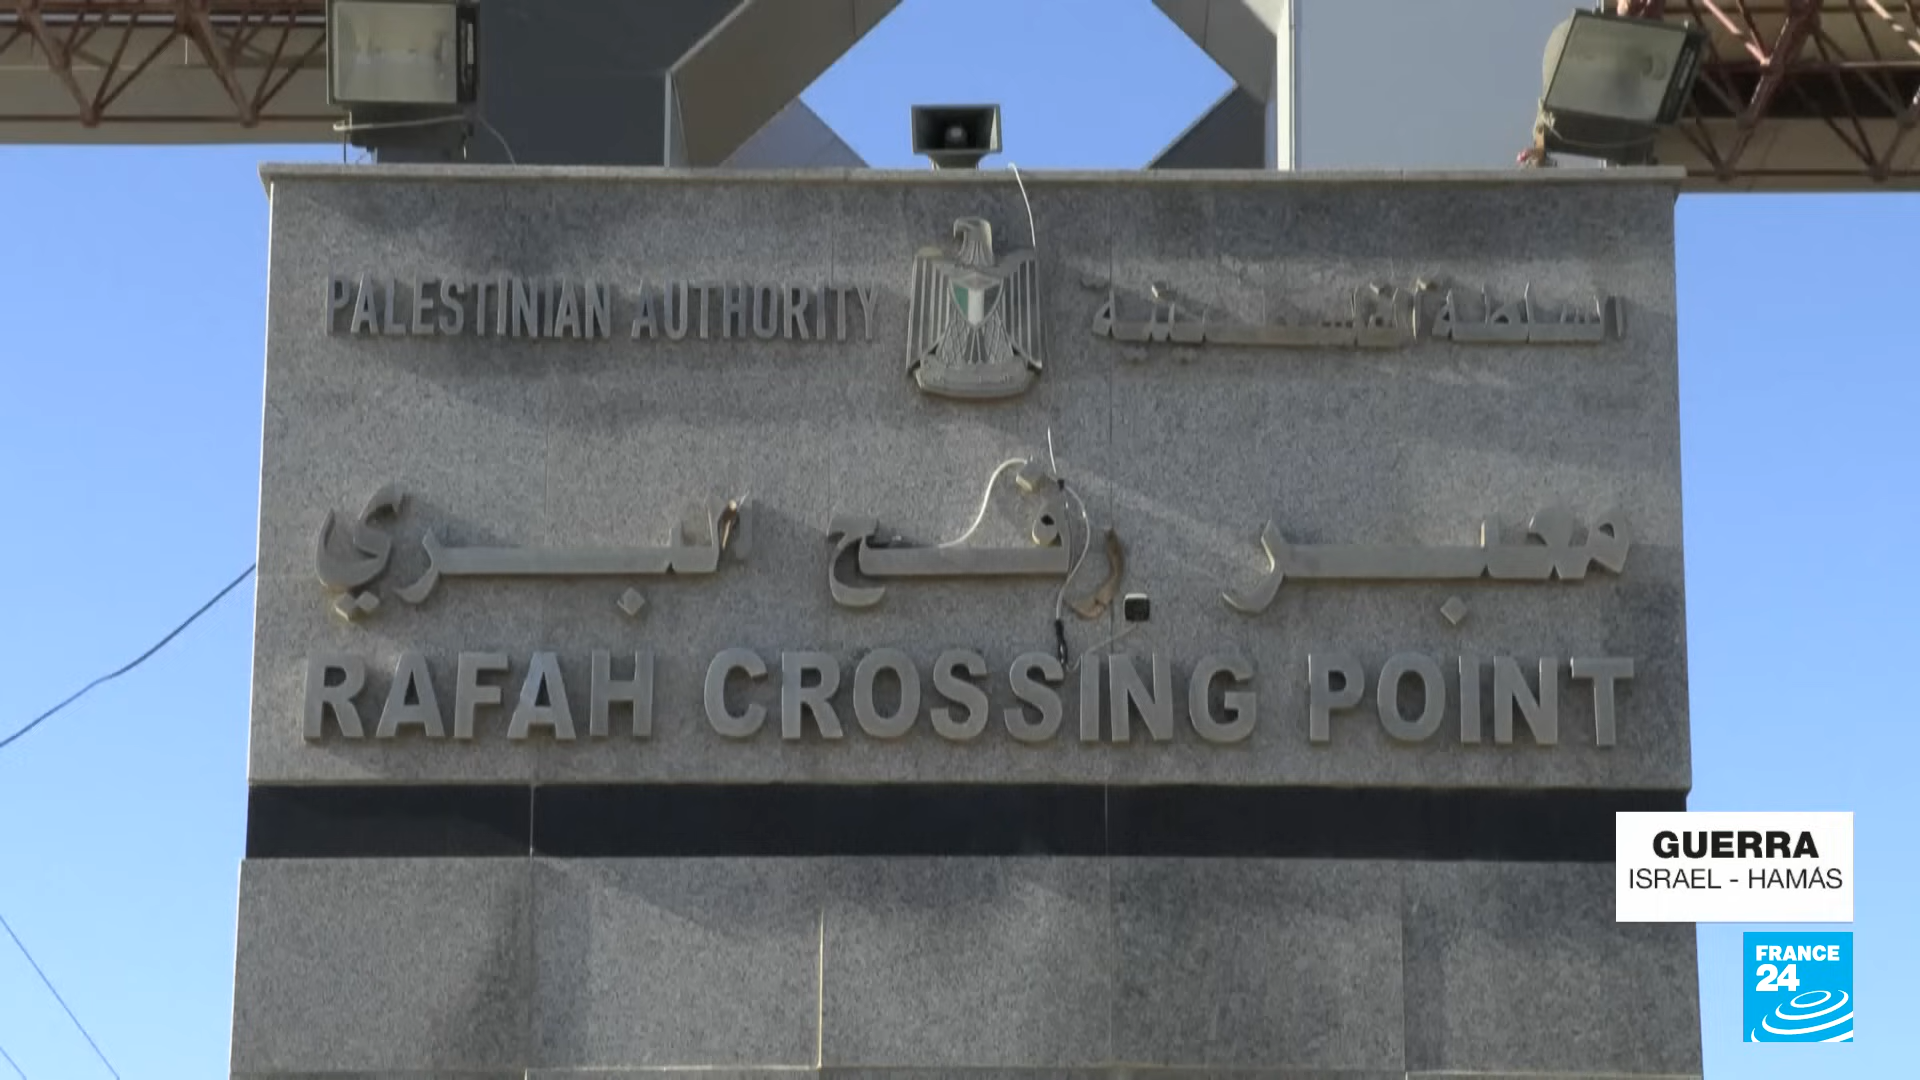 PALESTINIAN AUTHORITY
السلطة الفلسطينية
معبر رفح البري
RAFAH CROSSING POINT
GUERRA
ISRAEL - HAMÁS
FRANCE
24